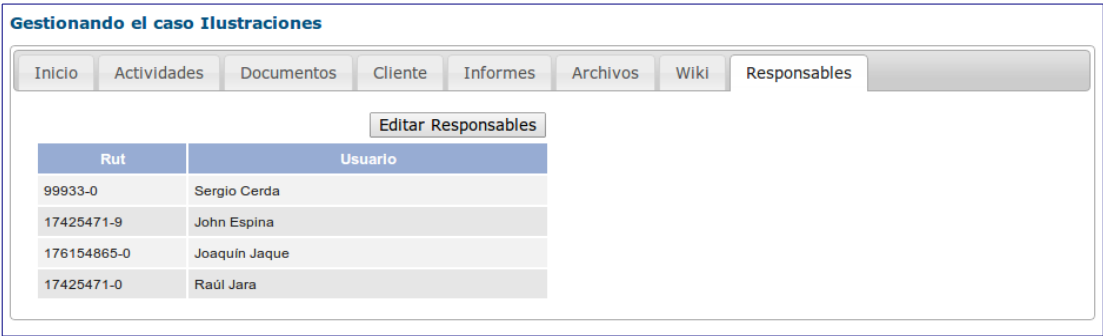 Gestionando el caso Ilustraciones
Inicio Actividades Documentos Cliente Informes Archivos Wiki Responsables
Editar Responsables
Rut Usuario
99933-0 Sergio Cerda
17425471-9 John Espina
176154865-0 Joaquín Jaque
17425471-0 Raúl Jara